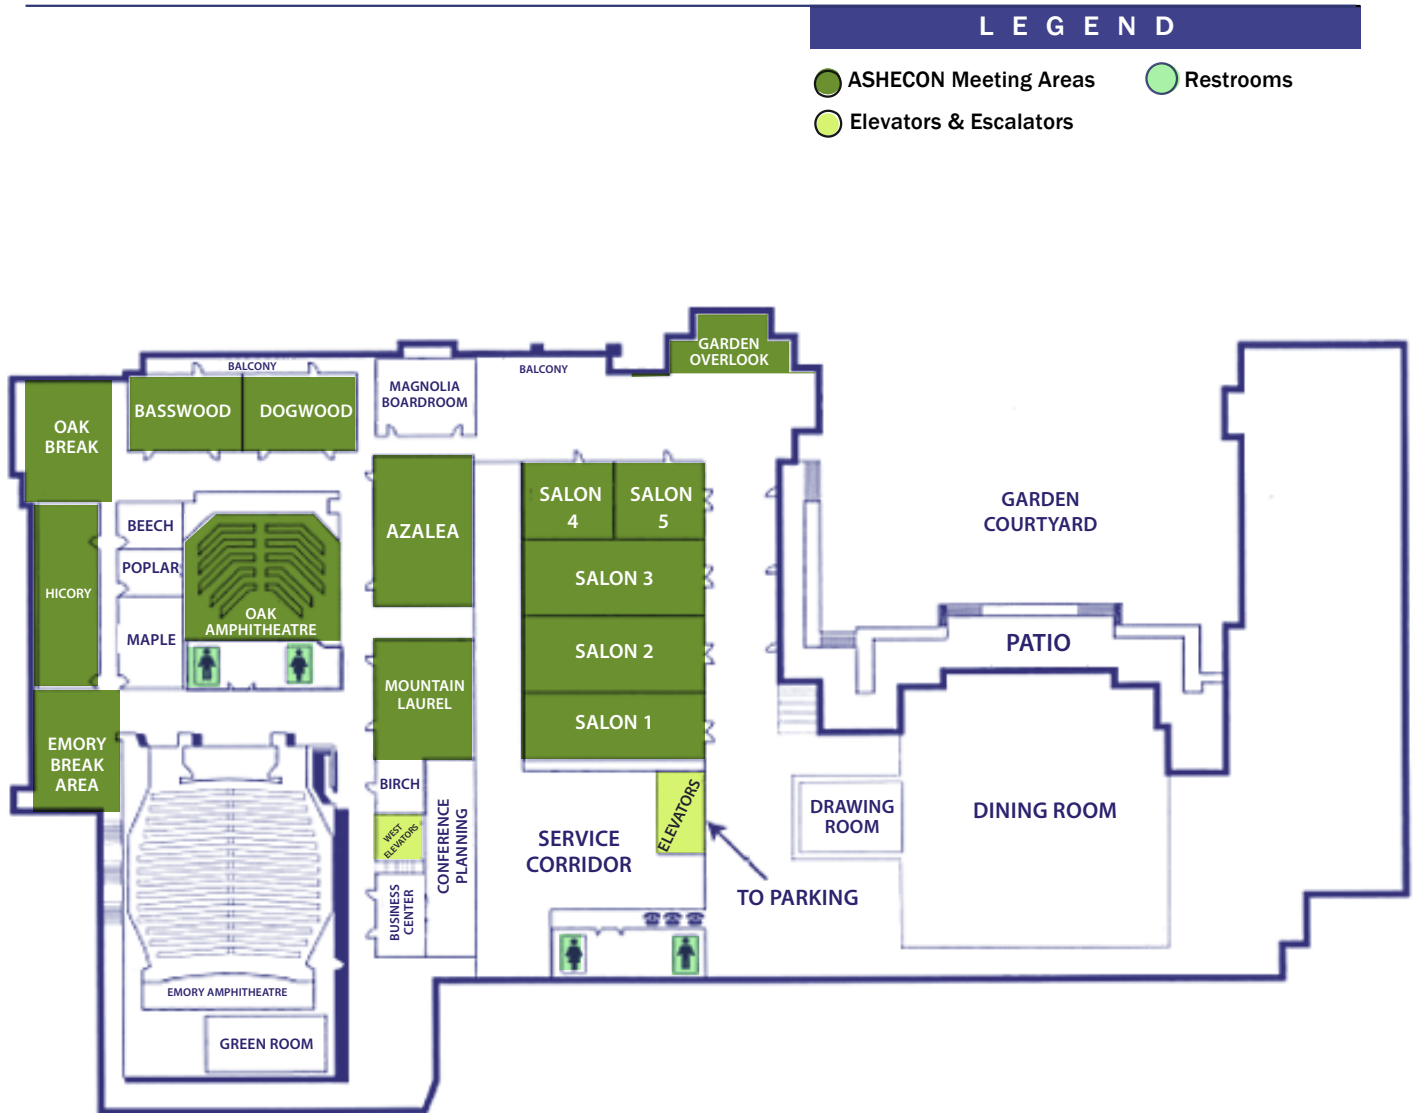 LEGEND
ASHECON Meeting Areas
Restrooms
Elevators & Escalators
GARDEN
OVERLOOK
BALCONY
BALCONY
MAGNOLIA
BOARDROOM
OAK
BREAK
BASSWOOD
DOGWOOD
AZALEA
SALON
4
SALON
5
GARDEN
COURTYARD
BEECH
POPLAR
MAPLE
HICORY
OAK
AMPHITHEATRE
SALON 3
SALON 2
SALON 1
PATIO
MOUNTAIN
LAUREL
EMORY
BREAK
AREA
BIRCH
WEST
ELEVATORS
CONFERENCE
PLANNING
BUSINESS
CENTER
SERVICE
CORRIDOR
ELEVATORS
TO PARKING
DRAWING
ROOM
DINING ROOM
EMORY AMPHITHEATRE
GREEN ROOM